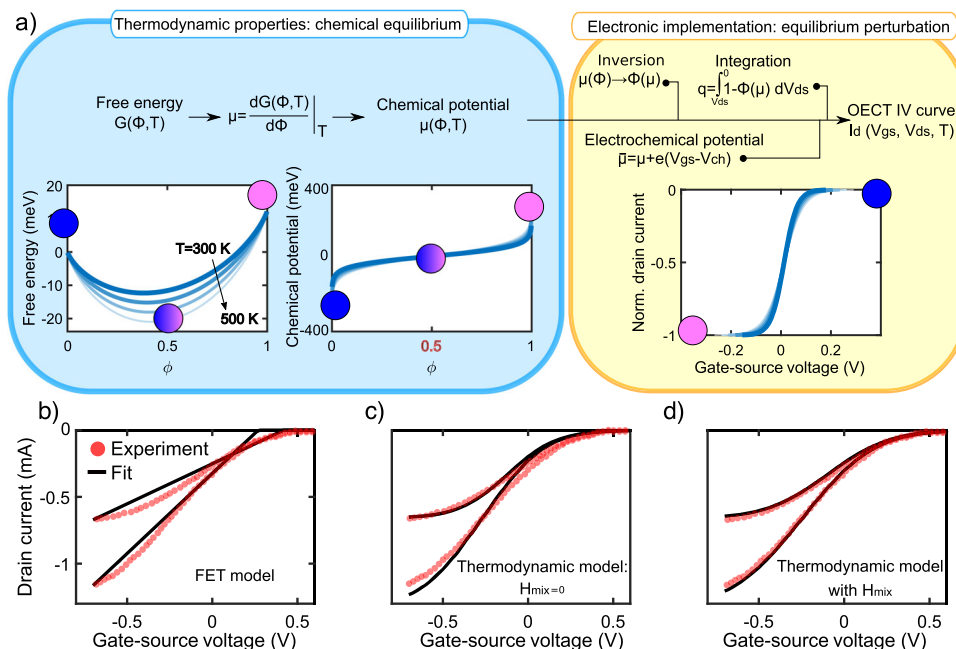 a)
Thermodynamic properties: chemical equilibrium
Electronic implementation: equilibrium perturbation
Free energy
G(Φ,T)
μ= dG(Φ,T) / dΦ | T
Chemical potential
μ(Φ,T)
Inversion
μ(Φ)→Φ(μ)
Integration
q=∫ 0 Vds 1-Φ(μ) dVds
OECT IV curve
Id (Vgs, Vds, T)
Electrochemical potential
μ̄=μ+e(Vgs-Vch)
Free energy (meV)
20
10
0
-10
-20
T=300 K
500 K
0
0.5
1
ϕ
Chemical potential (meV)
400
0
-400
0
0.5
1
ϕ
Norm. drain current
0
-0.5
-1
-0.2
0
0.2
Gate-source voltage (V)
b)
Drain current (mA)
0
-0.5
-1
Experiment
Fit
FET model
-0.5
0
0.5
Gate-source voltage (V)
c)
Thermodynamic model:
Hmix=0
-0.5
0
0.5
Gate-source voltage (V)
d)
Thermodynamic model
with Hmix
-0.5
0
0.5
Gate-source voltage (V)